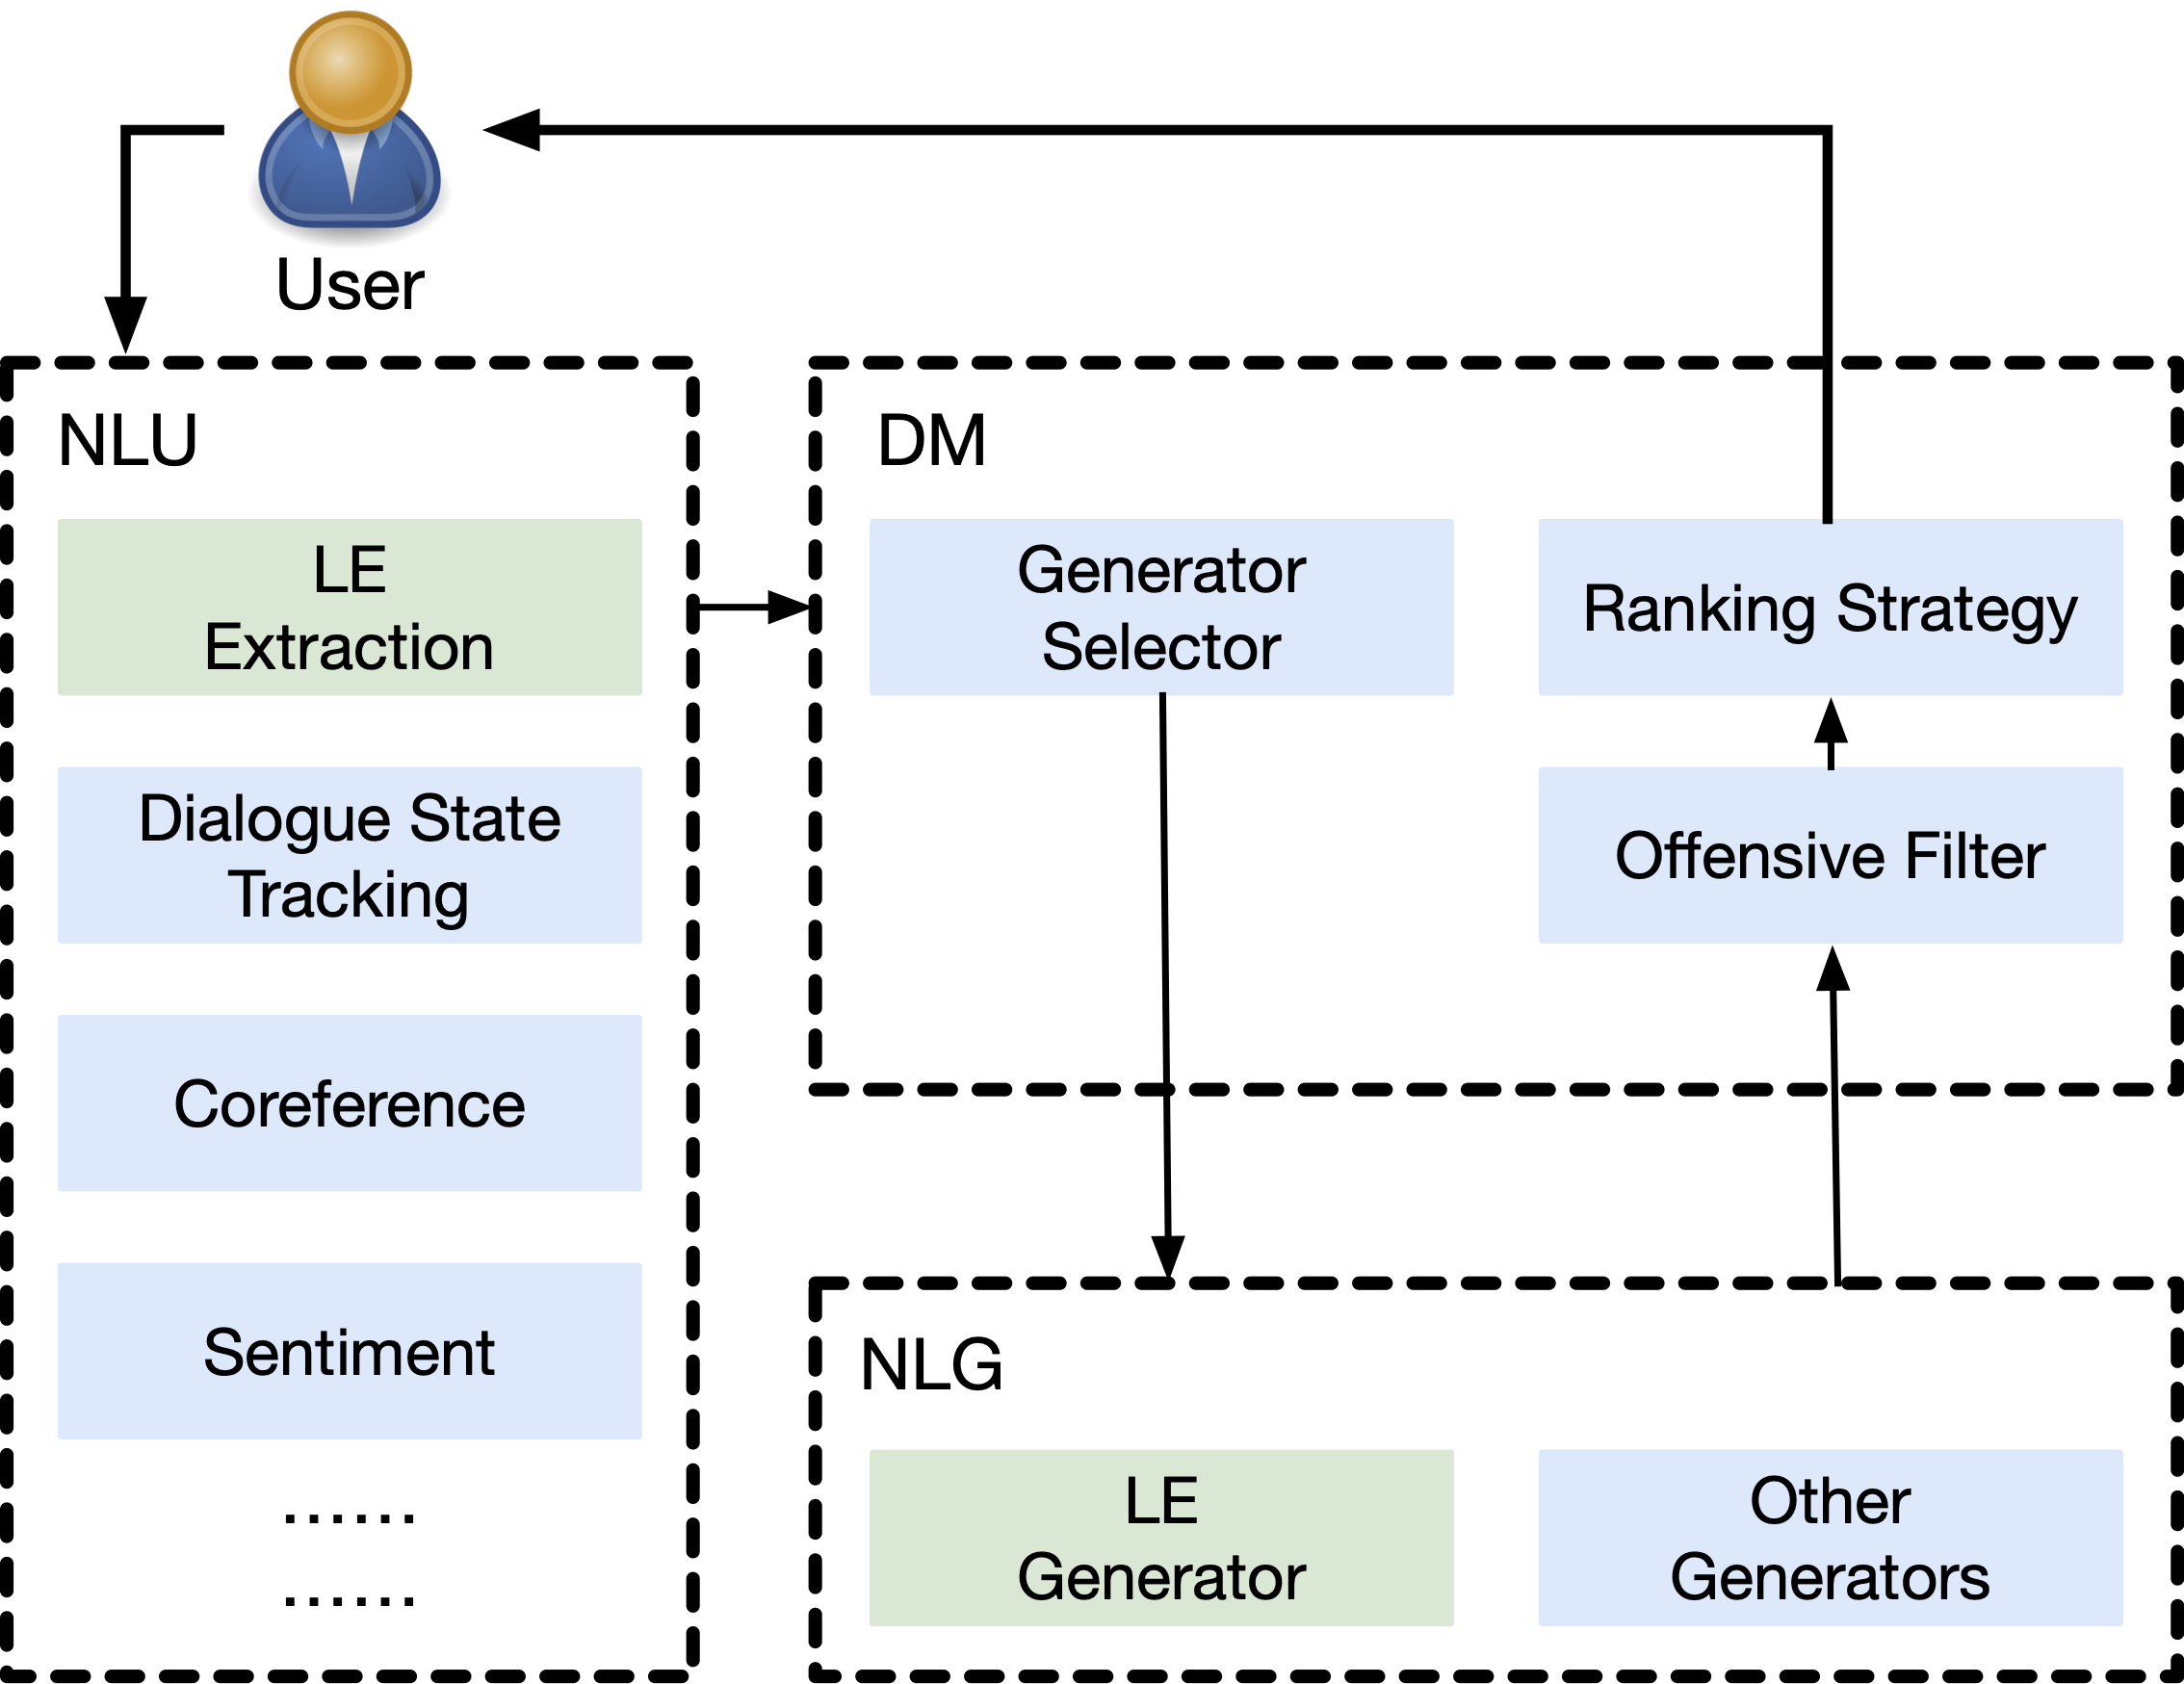 User
NLU
LE
Extraction
Dialogue State
Tracking
Coreference
Sentiment
......
......
DM
Generator
Selector
Ranking Strategy
Offensive Filter
NLG
LE
Generator
Other
Generators